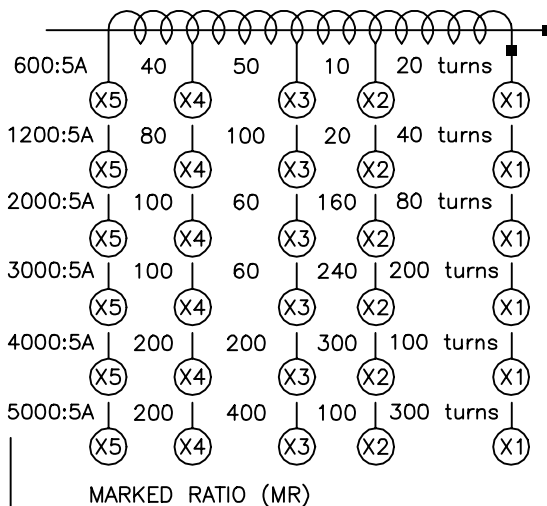 600:5A 40 50 10 20 turns
X5 X4 X3 X2 X1
1200:5A 80 100 20 40 turns
X5 X4 X3 X2 X1
2000:5A 100 60 160 80 turns
X5 X4 X3 X2 X1
3000:5A 100 60 240 200 turns
X5 X4 X3 X2 X1
4000:5A 200 200 300 100 turns
X5 X4 X3 X2 X1
5000:5A 200 400 100 300 turns
X5 X4 X3 X2 X1
MARKED RATIO (MR)